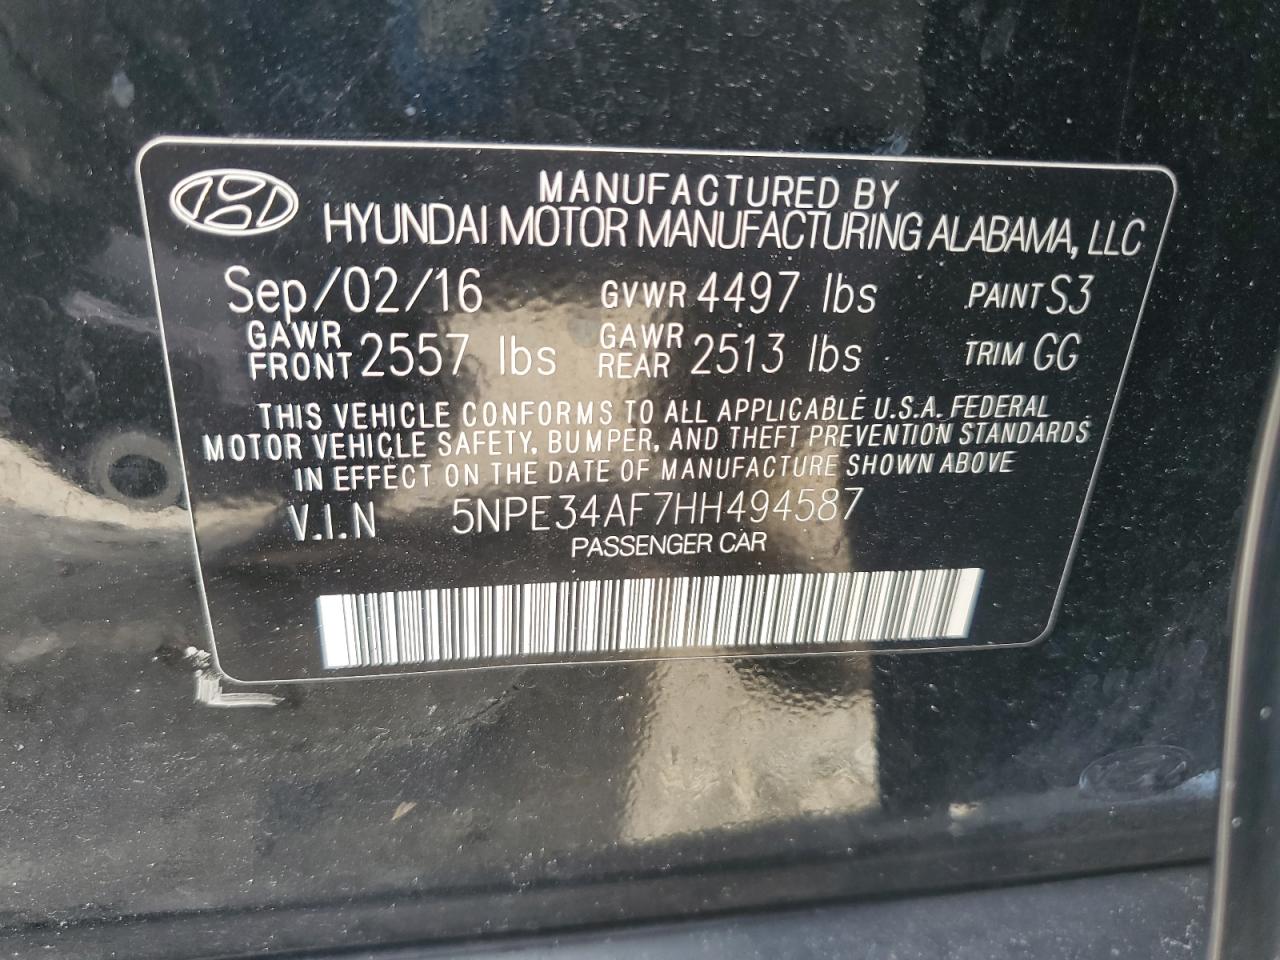 MANUFACTURED BY
HYUNDAI MOTOR MANUFACTURING ALABAMA, LLC
Sep/02/16 GVWR 4497 lbs PAINT S3
GAWR FRONT 2557 lbs GAWR REAR 2513 lbs TRIM GG
THIS VEHICLE CONFORMS TO ALL APPLICABLE U.S.A. FEDERAL
MOTOR VEHICLE SAFETY, BUMPER, AND THEFT PREVENTION STANDARDS
IN EFFECT ON THE DATE OF MANUFACTURE SHOWN ABOVE
V.I.N 5NPE34AF7HH494587
PASSENGER CAR